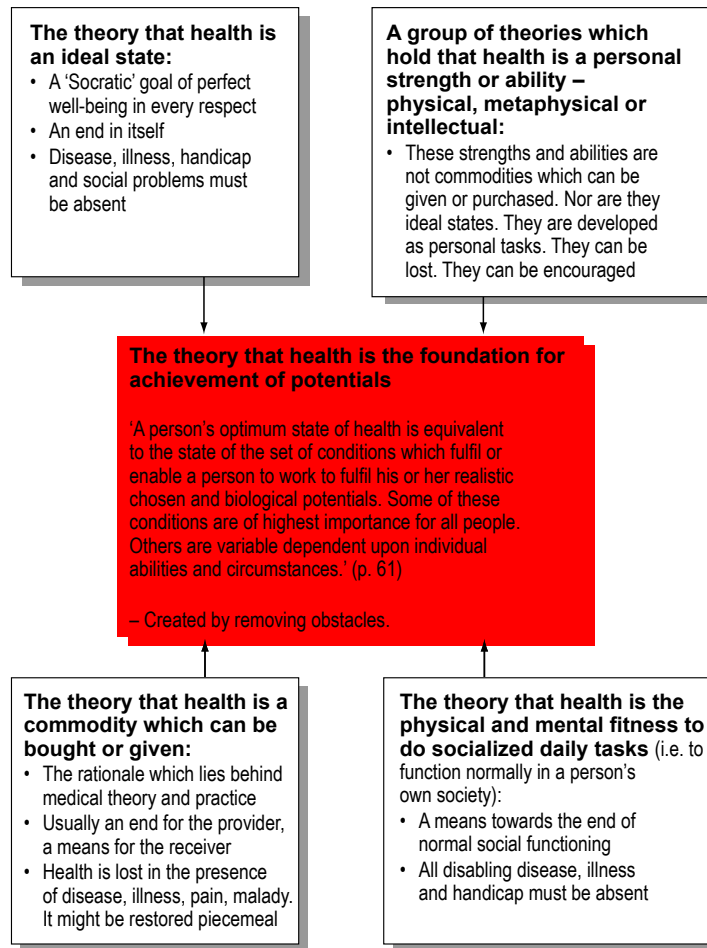 The theory that health is
an ideal state:
• A ‘Socratic’ goal of perfect
well-being in every respect
• An end in itself
• Disease, illness, handicap
and social problems must
be absent
A group of theories which
hold that health is a personal
strength or ability –
physical, metaphysical or
intellectual:
• These strengths and abilities are
not commodities which can be
given or purchased. Nor are they
ideal states. They are developed
as personal tasks. They can be
lost. They can be encouraged
The theory that health is the foundation for
achievement of potentials
‘A person’s optimum state of health is equivalent
to the state of the set of conditions which fulfil or
enable a person to work to fulfil his or her realistic
chosen and biological potentials. Some of these
conditions are of highest importance for all people.
Others are variable dependent upon individual
abilities and circumstances.’ (p. 61)
– Created by removing obstacles.
The theory that health is a
commodity which can be
bought or given:
• The rationale which lies behind
medical theory and practice
• Usually an end for the provider,
a means for the receiver
• Health is lost in the presence
of disease, illness, pain, malady.
It might be restored piecemeal
The theory that health is the
physical and mental fitness to
do socialized daily tasks (i.e. to
function normally in a person’s
own society):
• A means towards the end of
normal social functioning
• All disabling disease, illness
and handicap must be absent